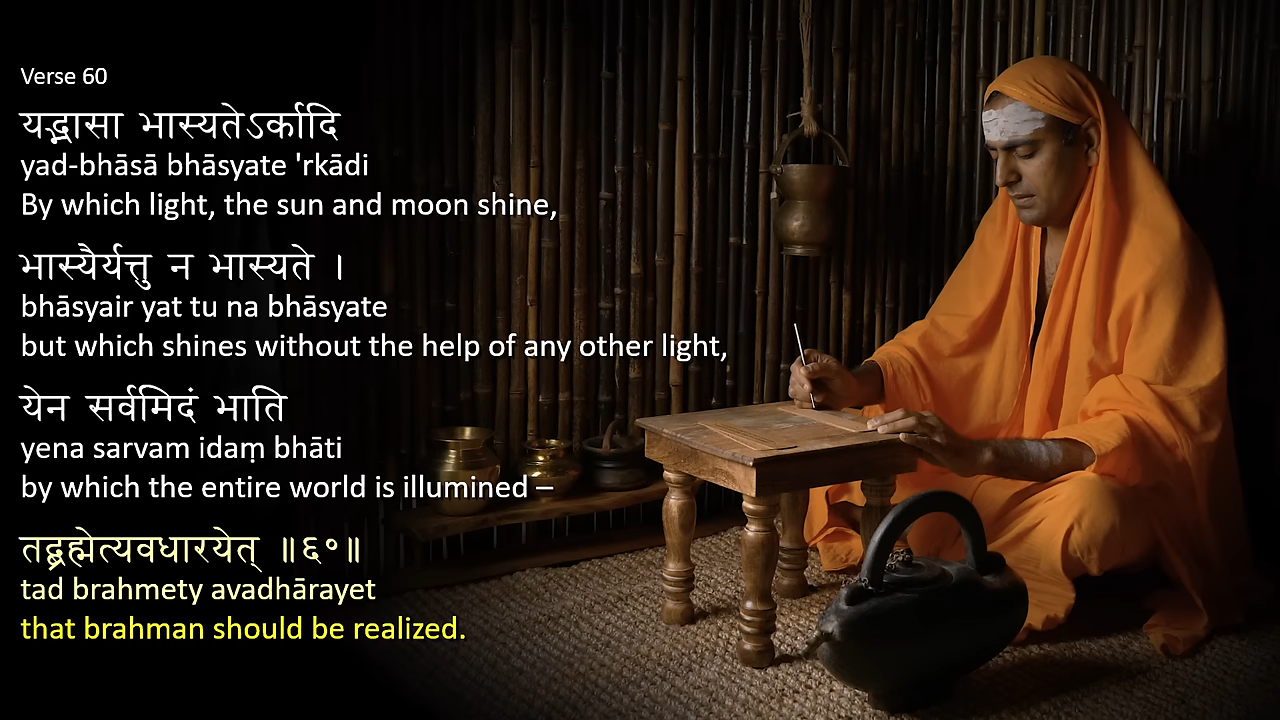 Verse 60
यद्भासा भास्यतेऽर्कादि
yad-bhāsā bhāsyate 'rkādi
By which light, the sun and moon shine,
भास्यैर्यत्तु न भास्यते ।
bhāsyair yat tu na bhāsyate
but which shines without the help of any other light,
येन सर्वमिदं भाति
yena sarvam idaṃ bhāti
by which the entire world is illumined –
तद्ब्रह्मेत्यवधारयेत् ॥६०॥
tad brahmety avadhārayet
that brahman should be realized.